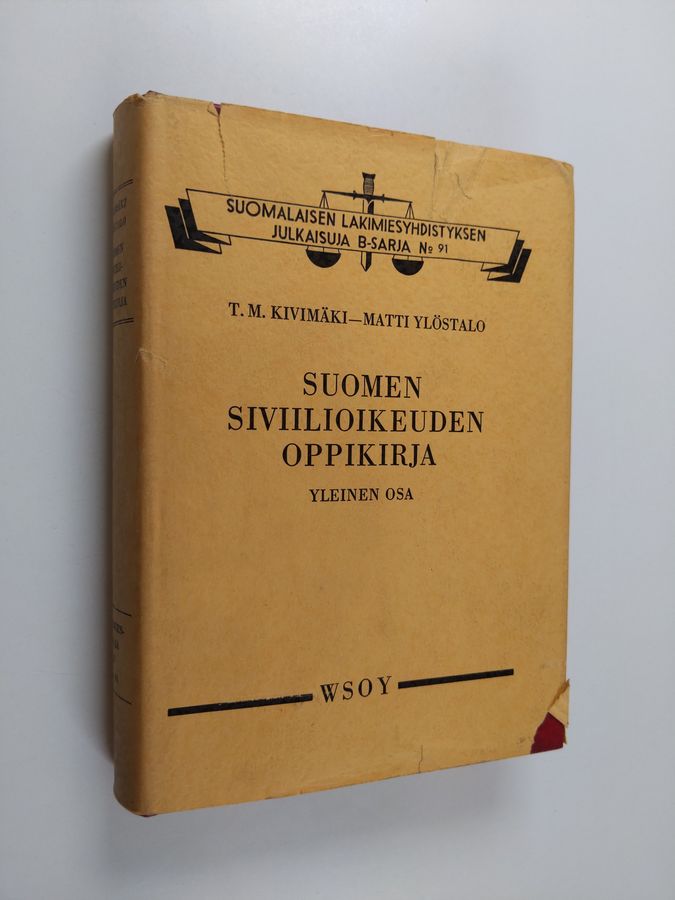 SUOMALAISEN LAKIMIESYHDISTYKSEN
JULKAISUJA B-SARJA No 91
T. M. KIVIMÄKI—MATTI YLÖSTALO
SUOMEN
SIVIILIOIKEUDEN
OPPIKIRJA
YLEINEN OSA
WSOY